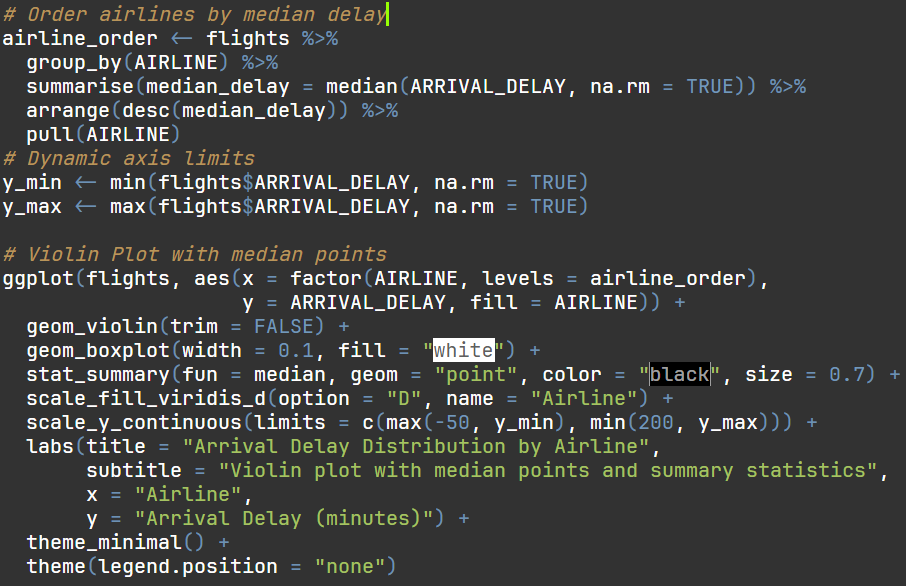 # Order airlines by median delay
airline_order <- flights %>%
  group_by(AIRLINE) %>%
  summarise(median_delay = median(ARRIVAL_DELAY, na.rm = TRUE)) %>%
  arrange(desc(median_delay)) %>%
  pull(AIRLINE)
# Dynamic axis limits
y_min <- min(flights$ARRIVAL_DELAY, na.rm = TRUE)
y_max <- max(flights$ARRIVAL_DELAY, na.rm = TRUE)

# Violin Plot with median points
ggplot(flights, aes(x = factor(AIRLINE, levels = airline_order),
                    y = ARRIVAL_DELAY, fill = AIRLINE)) +
  geom_violin(trim = FALSE) +
  geom_boxplot(width = 0.1, fill = "white") +
  stat_summary(fun = median, geom = "point", color = "black", size = 0.7) +
  scale_fill_viridis_d(option = "D", name = "Airline") +
  scale_y_continuous(limits = c(max(-50, y_min), min(200, y_max))) +
  labs(title = "Arrival Delay Distribution by Airline",
       subtitle = "Violin plot with median points and summary statistics",
       x = "Airline",
       y = "Arrival Delay (minutes)") +
  theme_minimal() +
  theme(legend.position = "none")